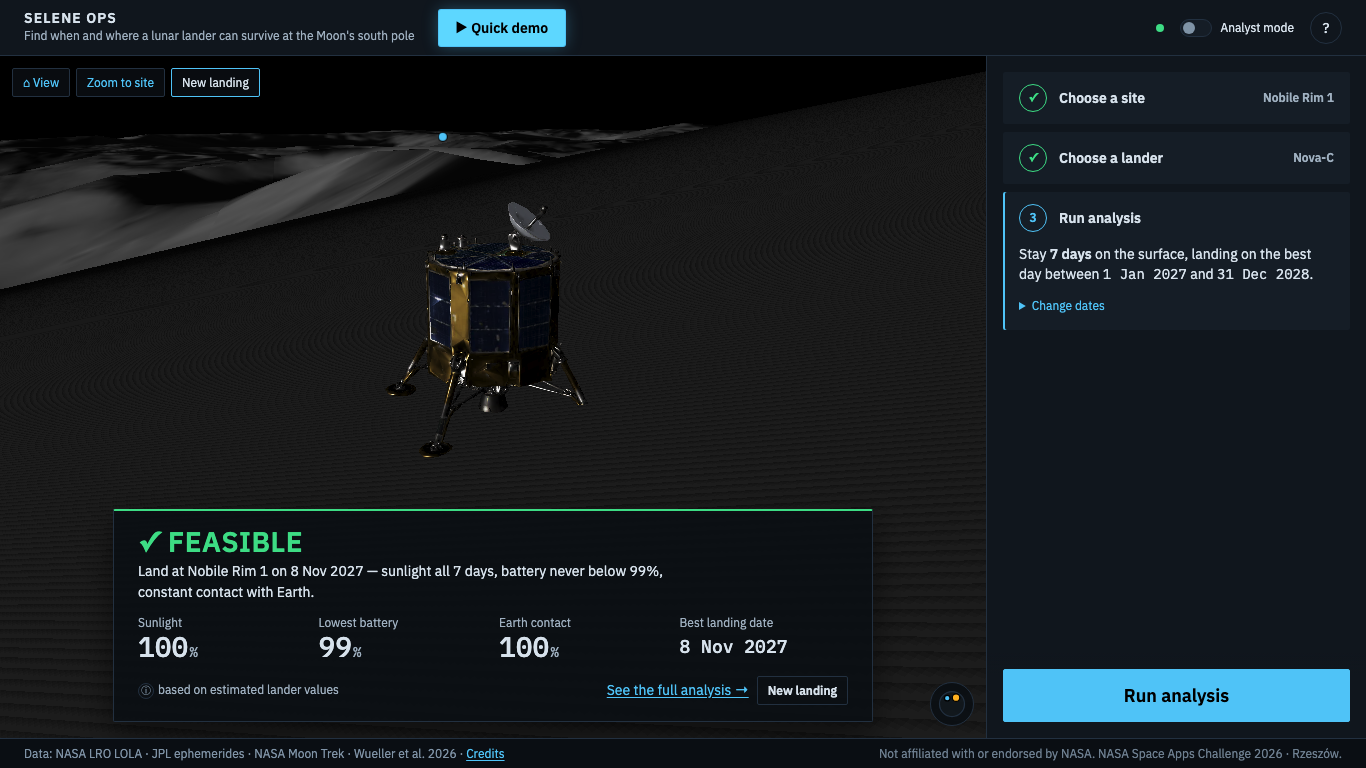 SELENE OPS
Find when and where a lunar lander can survive at the Moon's south pole
▶ Quick demo
Analyst mode
?
⌂ View
Zoom to site
New landing
✓ Choose a site
Nobile Rim 1
✓ Choose a lander
Nova-C
3 Run analysis
Stay 7 days on the surface, landing on the best
day between 1 Jan 2027 and 31 Dec 2028.
▶ Change dates
✓ FEASIBLE
Land at Nobile Rim 1 on 8 Nov 2027 — sunlight all 7 days, battery never below 99%,
constant contact with Earth.
Sunlight
100%
Lowest battery
99%
Earth contact
100%
Best landing date
8 Nov 2027
ⓘ based on estimated lander values
See the full analysis →
New landing
Run analysis
Data: NASA LRO LOLA · JPL ephemerides · NASA Moon Trek · Wueller et al. 2026 · Credits
Not affiliated with or endorsed by NASA. NASA Space Apps Challenge 2026 · Rzeszów.